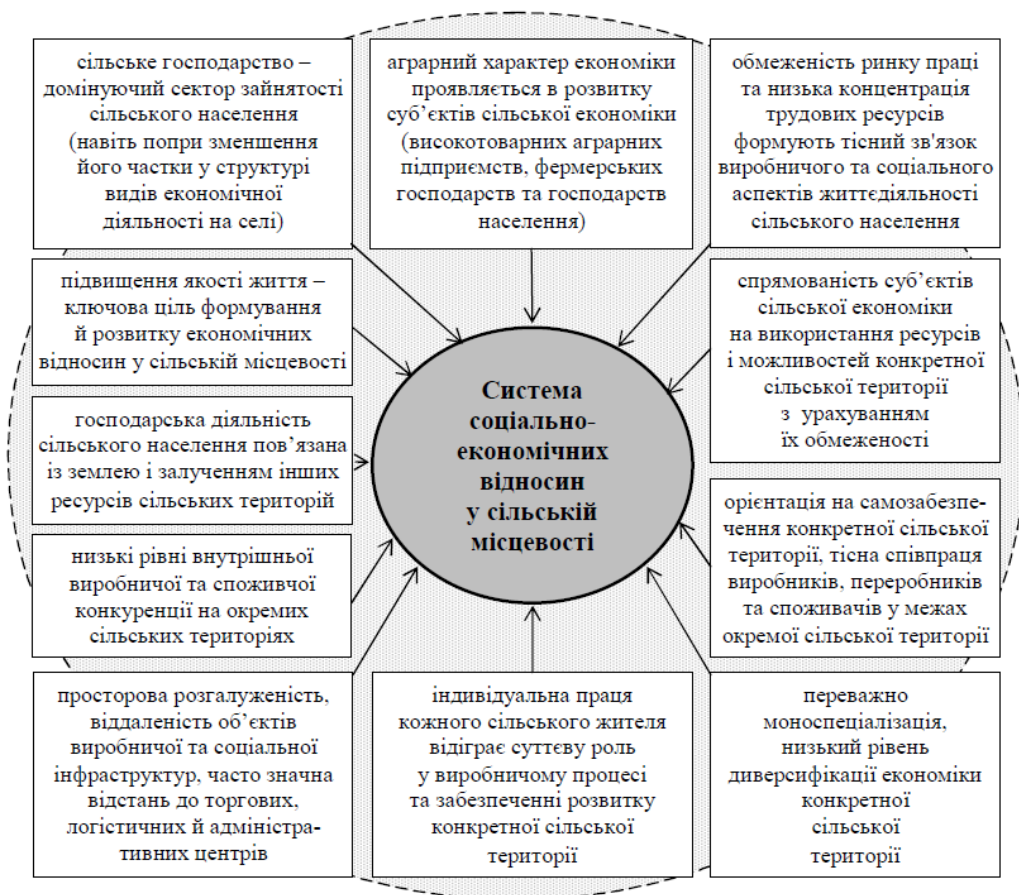 сільське господарство –
домінуючий сектор зайнятості
сільського населення
(навіть попри зменшення
його частки у структурі
видів економічної
діяльності на селі)
аграрний характер економіки
проявляється в розвитку
суб’єктів сільської економіки
(високотоварних аграрних
підприємств, фермерських
господарств та господарств
населення)
обмеженість ринку праці
та низька концентрація
трудових ресурсів
формують тісний зв'язок
виробничого та соціального
аспектів життєдіяльності
сільського населення
підвищення якості життя –
ключова ціль формування
й розвитку економічних
відносин у сільській місцевості
спрямованість суб’єктів
сільської економіки
на використання ресурсів
і можливостей конкретної
сільської території
з урахуванням
їх обмеженості
Система
соціально-
економічних
відносин
у сільській
місцевості
господарська діяльність
сільського населення пов’язана
із землею і залученням інших
ресурсів сільських територій
орієнтація на самозабезпе-
чення конкретної сільської
території, тісна співпраця
виробників, переробників
та споживачів у межах
окремої сільської території
низькі рівні внутрішньої
виробничої та споживчої
конкуренції на окремих
сільських територіях
просторова розгалуженість,
віддаленість об’єктів
виробничої та соціальної
інфраструктур, часто значна
відстань до торгових,
логістичних й адміністра-
тивних центрів
індивідуальна праця
кожного сільського жителя
відіграє суттєву роль
у виробничому процесі
та забезпеченні розвитку
конкретної сільської
території
переважно
моноспеціалізація,
низький рівень
диверсифікації економіки
конкретної
сільської
території